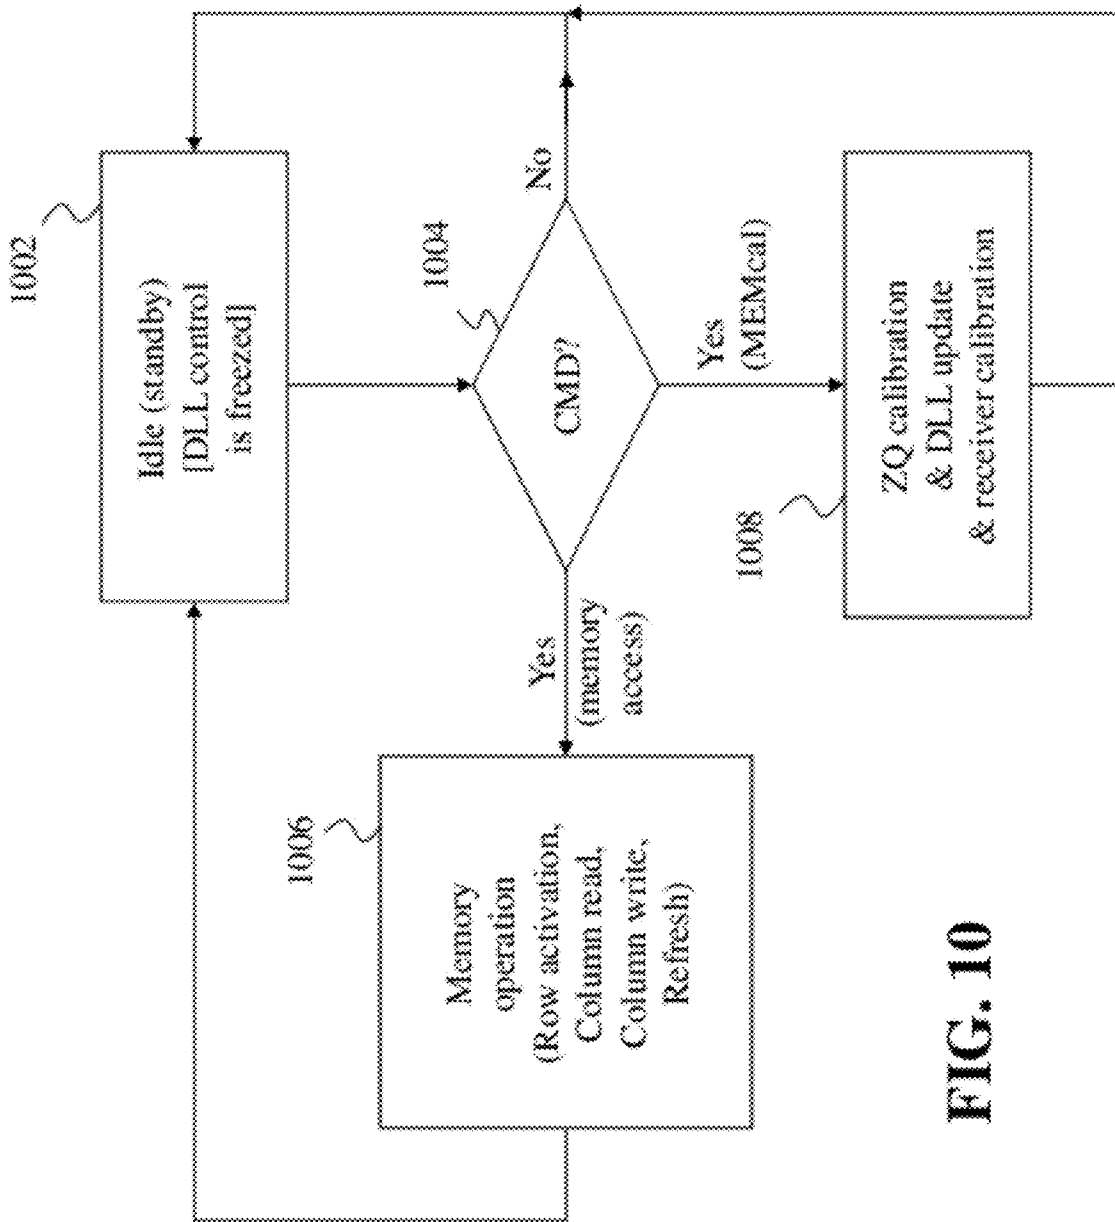 1002
Idle (standby)
[DLL control
is freezed]
1004
CMD?
No
Yes
(memory
access)
Yes
(MEMcal)
1006
Memory
operation
(Row activation,
Column read,
Column write,
Refresh)
1008
ZQ calibration
& DLL update
& receiver calibration
FIG. 10